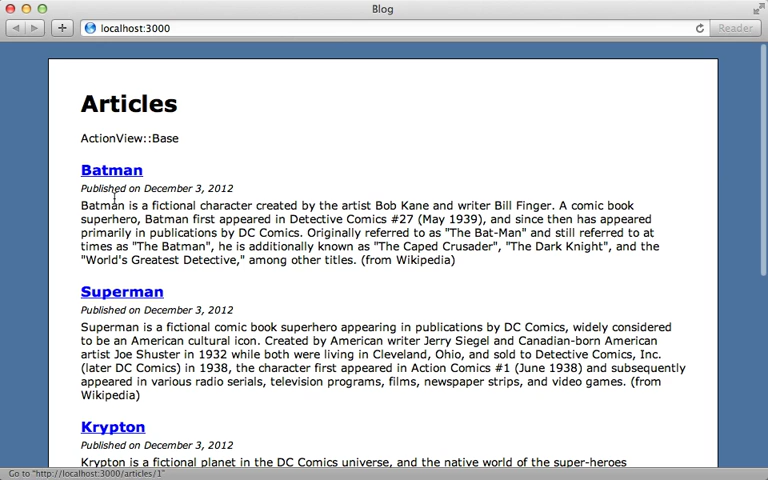 Blog
localhost:3000
Reader
Articles
ActionView::Base
Batman
Published on December 3, 2012
Batman is a fictional character created by the artist Bob Kane and writer Bill Finger. A comic book
superhero, Batman first appeared in Detective Comics #27 (May 1939), and since then has appeared
primarily in publications by DC Comics. Originally referred to as "The Bat-Man" and still referred to at
times as "The Batman", he is additionally known as "The Caped Crusader", "The Dark Knight", and the
"World's Greatest Detective," among other titles. (from Wikipedia)
Superman
Published on December 3, 2012
Superman is a fictional comic book superhero appearing in publications by DC Comics, widely considered
to be an American cultural icon. Created by American writer Jerry Siegel and Canadian-born American
artist Joe Shuster in 1932 while both were living in Cleveland, Ohio, and sold to Detective Comics, Inc.
(later DC Comics) in 1938, the character first appeared in Action Comics #1 (June 1938) and subsequently
appeared in various radio serials, television programs, films, newspaper strips, and video games. (from
Wikipedia)
Krypton
Published on December 3, 2012
Krypton is a fictional planet in the DC Comics universe, and the native world of the super-heroes
Go to "http://localhost:3000/articles/1"